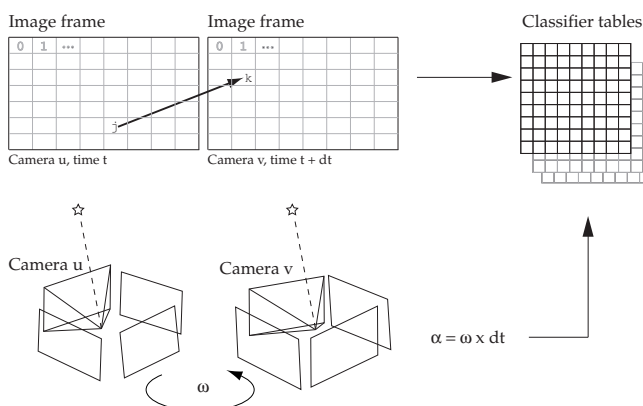 Image frame
Image frame
Classifier tables
0 1 ...
0 1 ...
k
j
Camera u, time t
Camera v, time t + dt
Camera u
Camera v
α = ω x dt
ω